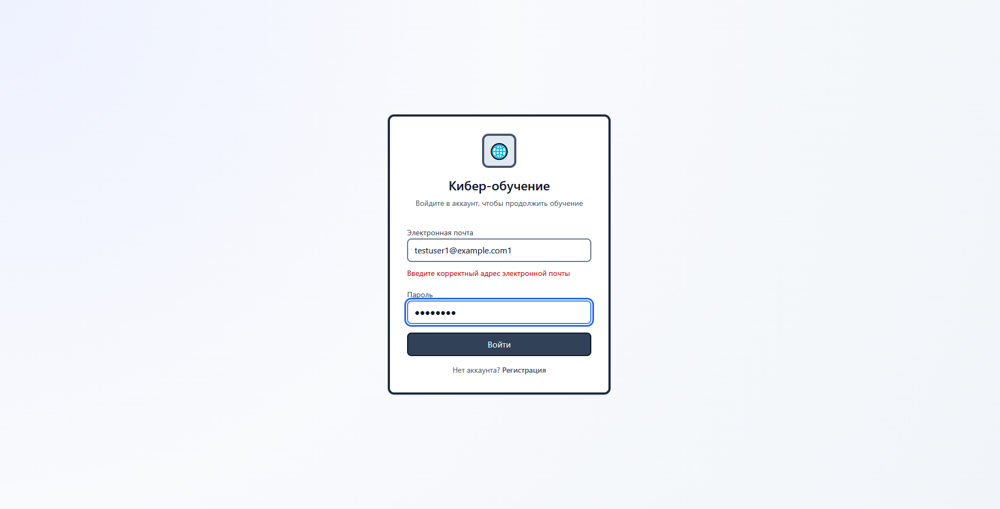 Кибер-обучение
Войдите в аккаунт, чтобы продолжить обучение
Электронная почта
testuser1@example.com1
Введите корректный адрес электронной почты
Пароль
Войти
Нет аккаунта? Регистрация